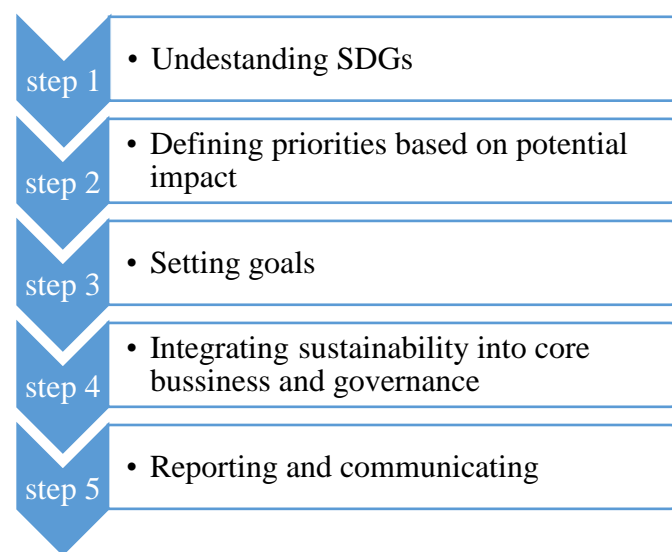 step 1
• Undestanding SDGs
step 2
• Defining priorities based on potential
impact
step 3
• Setting goals
step 4
• Integrating sustainability into core
bussiness and governance
step 5
• Reporting and communicating